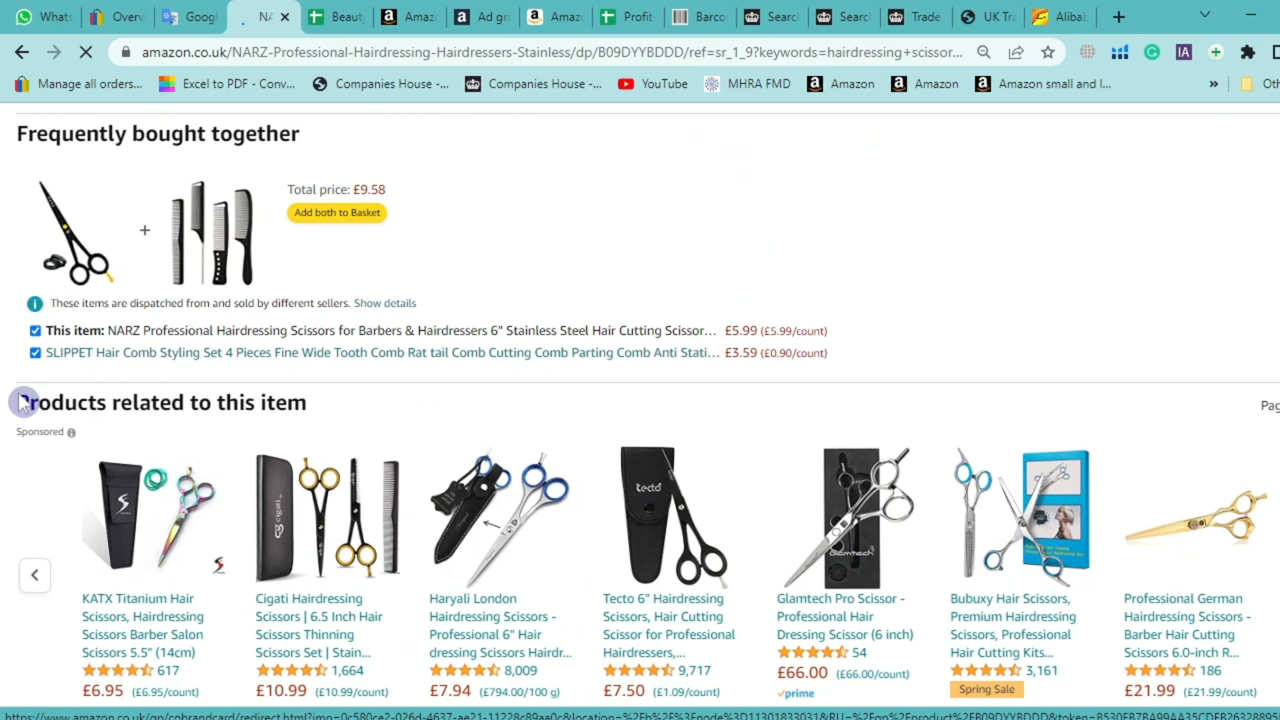 Whats
Overv
Googl
NA
Beaut
Amazo
Ad gr
Amaz
Profit
Barco
Search
Search
Trade
UK Tra
Alibab
amazon.co.uk/NARZ-Professional-Hairdressing-Hairdressers-Stainless/dp/B09DYYBDDD/ref=sr_1_9?keywords=hairdressing+scissor...
Manage all orders...
Excel to PDF - Conv...
Companies House -...
Companies House -...
YouTube
MHRA FMD
Amazon
Amazon
Amazon small and l...
Oth
Frequently bought together
Total price: £9.58
Add both to Basket
These items are dispatched from and sold by different sellers. Show details
This item: NARZ Professional Hairdressing Scissors for Barbers & Hairdressers 6" Stainless Steel Hair Cutting Scissor... £5.99 (£5.99/count)
SLIPPET Hair Comb Styling Set 4 Pieces Fine Wide Tooth Comb Rat tail Comb Cutting Comb Parting Comb Anti Stati... £3.59 (£0.90/count)
Products related to this item
Pag
Sponsored
KATX Titanium Hair
Scissors, Hairdressing
Scissors Barber Salon
Scissors 5.5" (14cm)
617
£6.95 (£6.95/count)
cigati
Cigati Hairdressing
Scissors | 6.5 Inch Hair
Scissors Thinning
Scissors Set | Stain...
1,664
£10.99 (£10.99/count)
Haryali London
Hairdressing Scissors -
Professional 6" Hair
dressing Scissors Hairdr...
8,009
£7.94 (£794.00/100 g)
tecto
Tecto 6" Hairdressing
Scissors, Hair Cutting
Scissor for Professional
Hairdressers,...
9,717
£7.50 (£1.09/count)
Glamtech
Glamtech Pro Scissor -
Professional Hair
Dressing Scissor (6 inch)
54
£66.00 (£66.00/count)
prime
Bubuxy Hair Scissors,
Premium Hairdressing
Scissors, Professional
Hair Cutting Kits...
3,161
Spring Sale
Professional German
Hairdressing Scissors -
Barber Hair Cutting
Scissors 6.0-inch R...
186
£21.99 (£21.99/count)